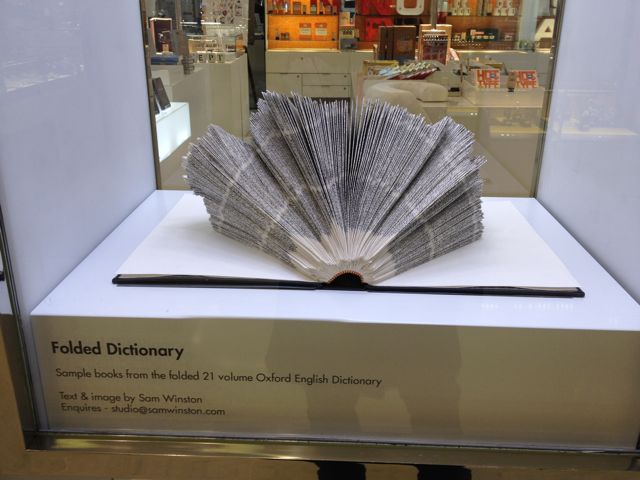 Folded Dictionary
Sample books from the folded 21 volume Oxford English Dictionary
Text & image by Sam Winston
Enquires - studio@samwinston.com